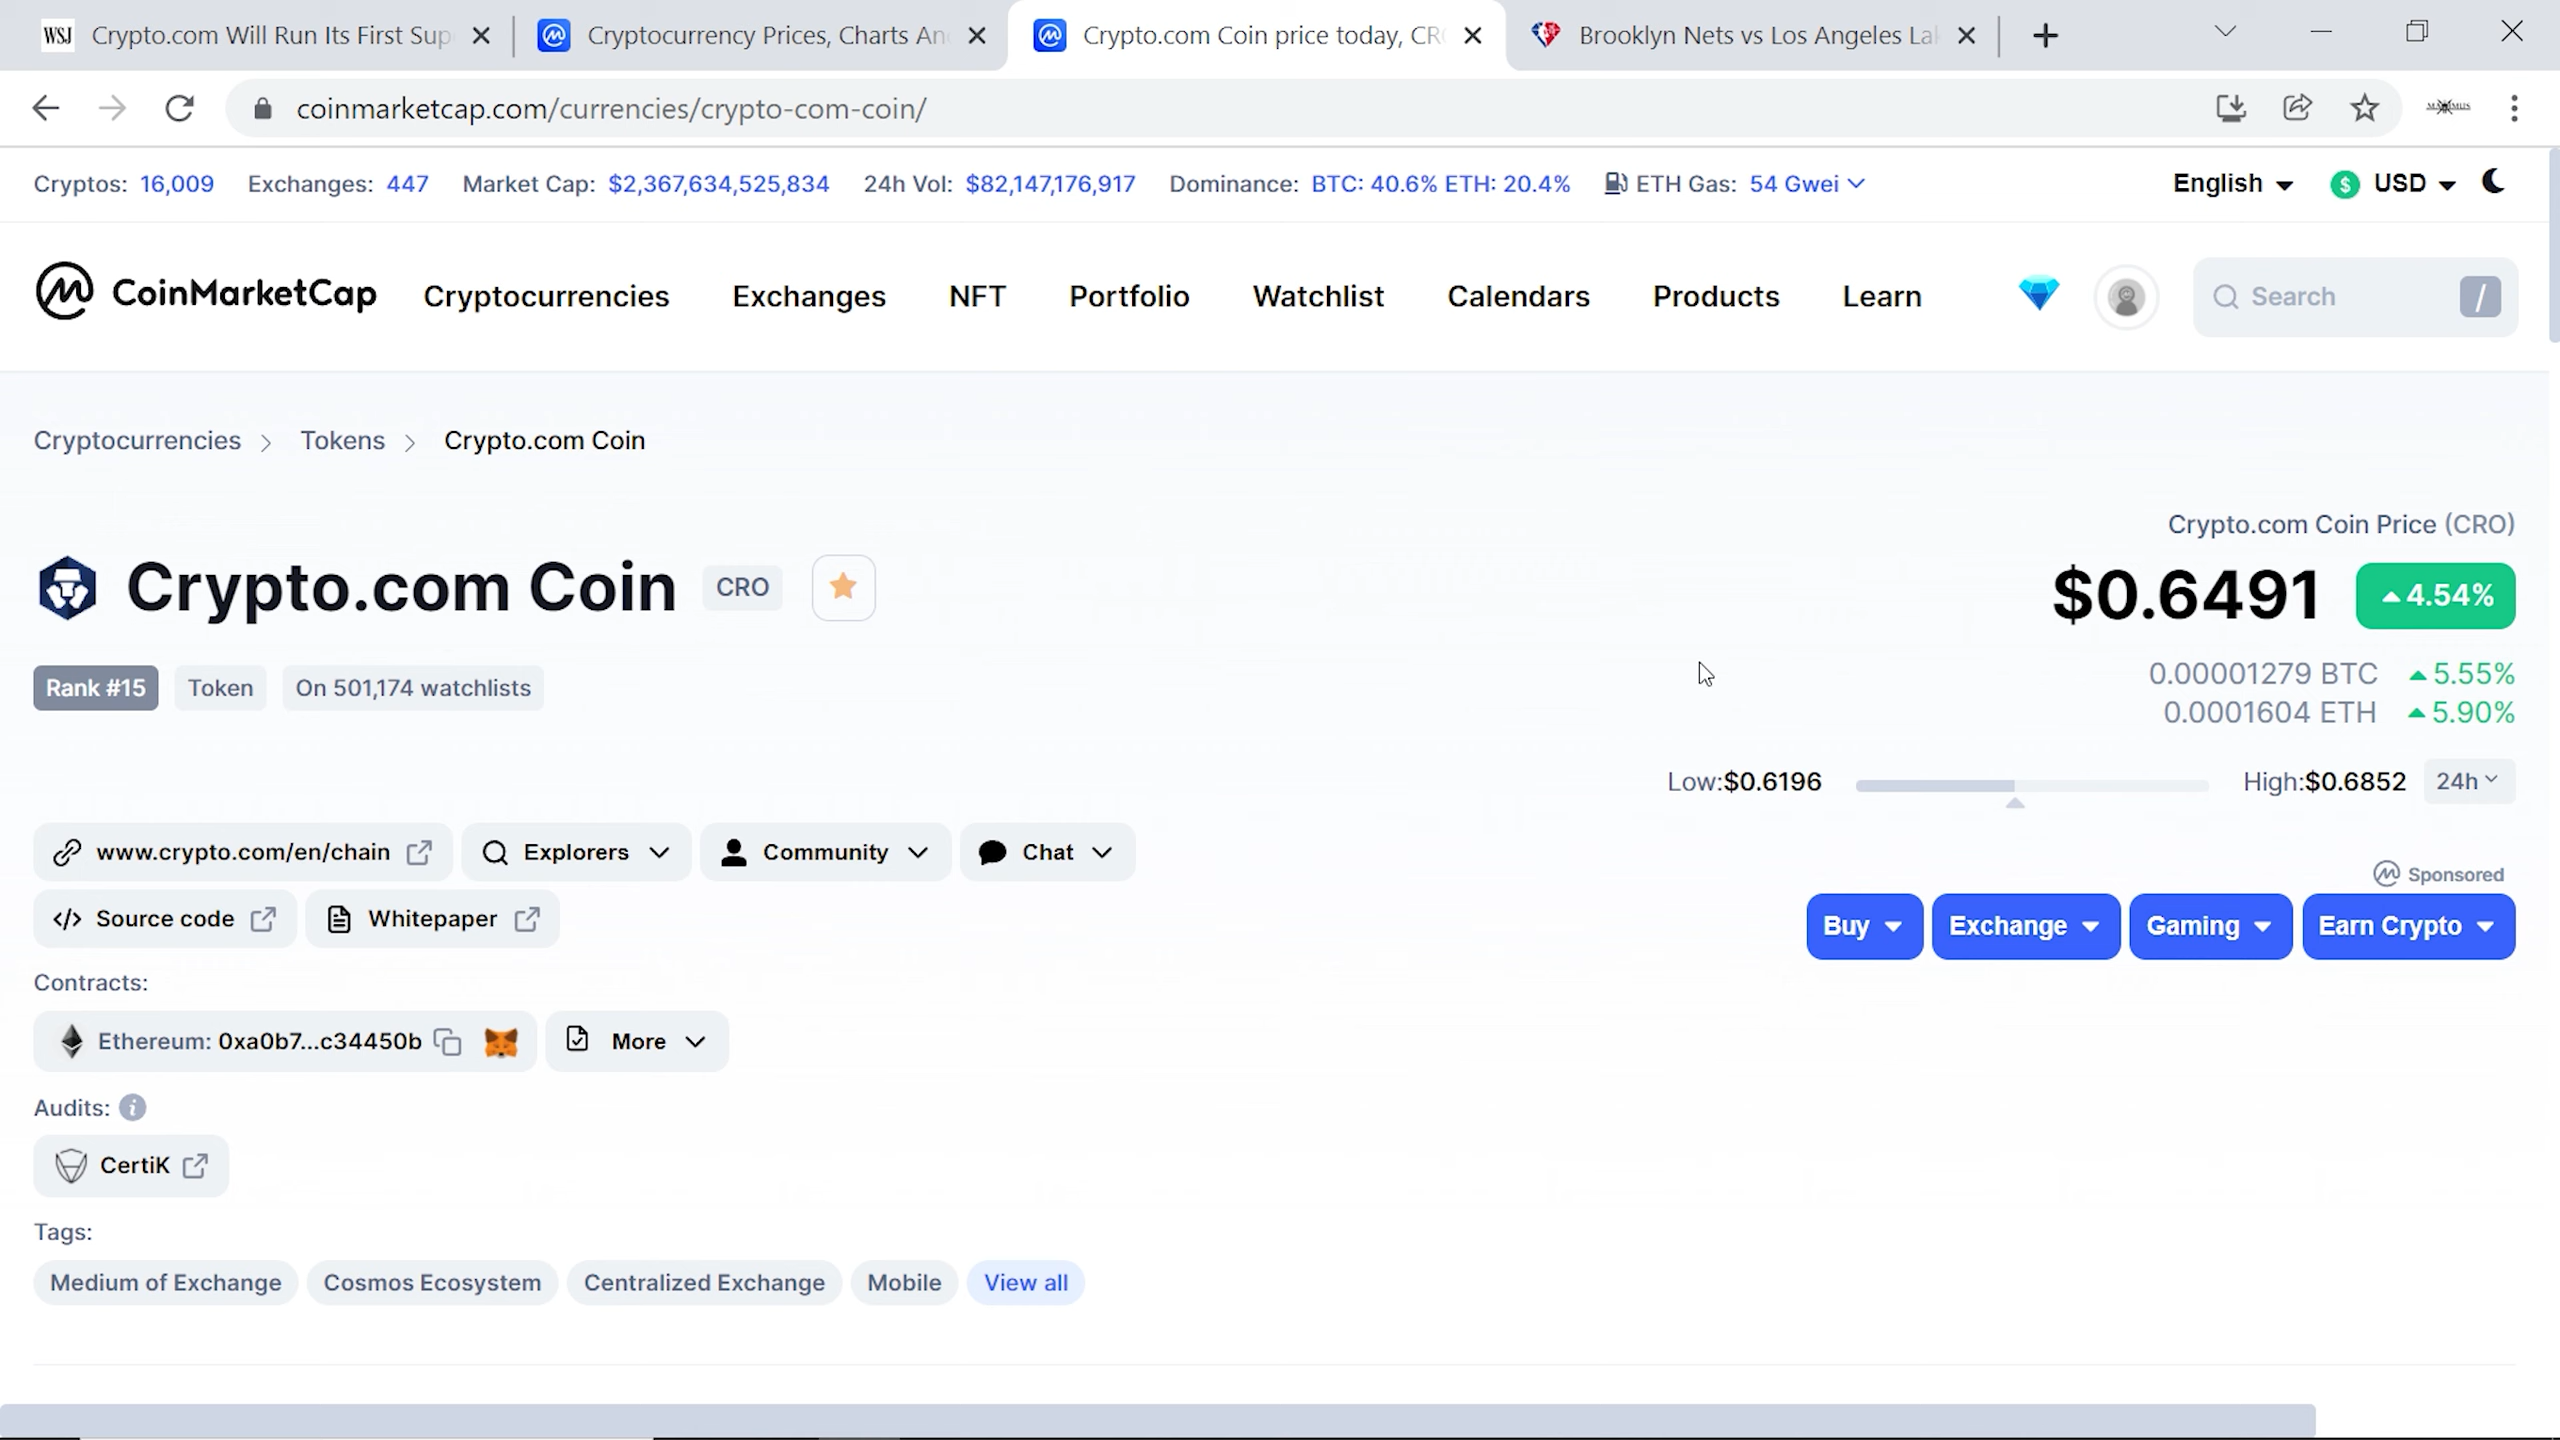 WSJ Crypto.com Will Run Its First Sup Cryptocurrency Prices, Charts An Crypto.com Coin price today, CR Brooklyn Nets vs Los Angeles La
coinmarketcap.com/currencies/crypto-com-coin/
Cryptos: 16,009 Exchanges: 447 Market Cap: $2,367,634,525,834 24h Vol: $82,147,176,917 Dominance: BTC: 40.6% ETH: 20.4% ETH Gas: 54 Gwei English $ USD
CoinMarketCap Cryptocurrencies Exchanges NFT Portfolio Watchlist Calendars Products Learn Search /
Cryptocurrencies > Tokens > Crypto.com Coin
Crypto.com Coin Price (CRO)
Crypto.com Coin CRO $0.6491 4.54%
Rank #15 Token On 501,174 watchlists 0.00001279 BTC 5.55%
0.0001604 ETH 5.90%
Low:$0.6196 High:$0.6852 24h
www.crypto.com/en/chain Explorers Community Chat
Sponsored
Source code Whitepaper Buy Exchange Gaming Earn Crypto
Contracts:
Ethereum: 0xa0b7...c34450b More
Audits: i
CertiK
Tags:
Medium of Exchange Cosmos Ecosystem Centralized Exchange Mobile View all